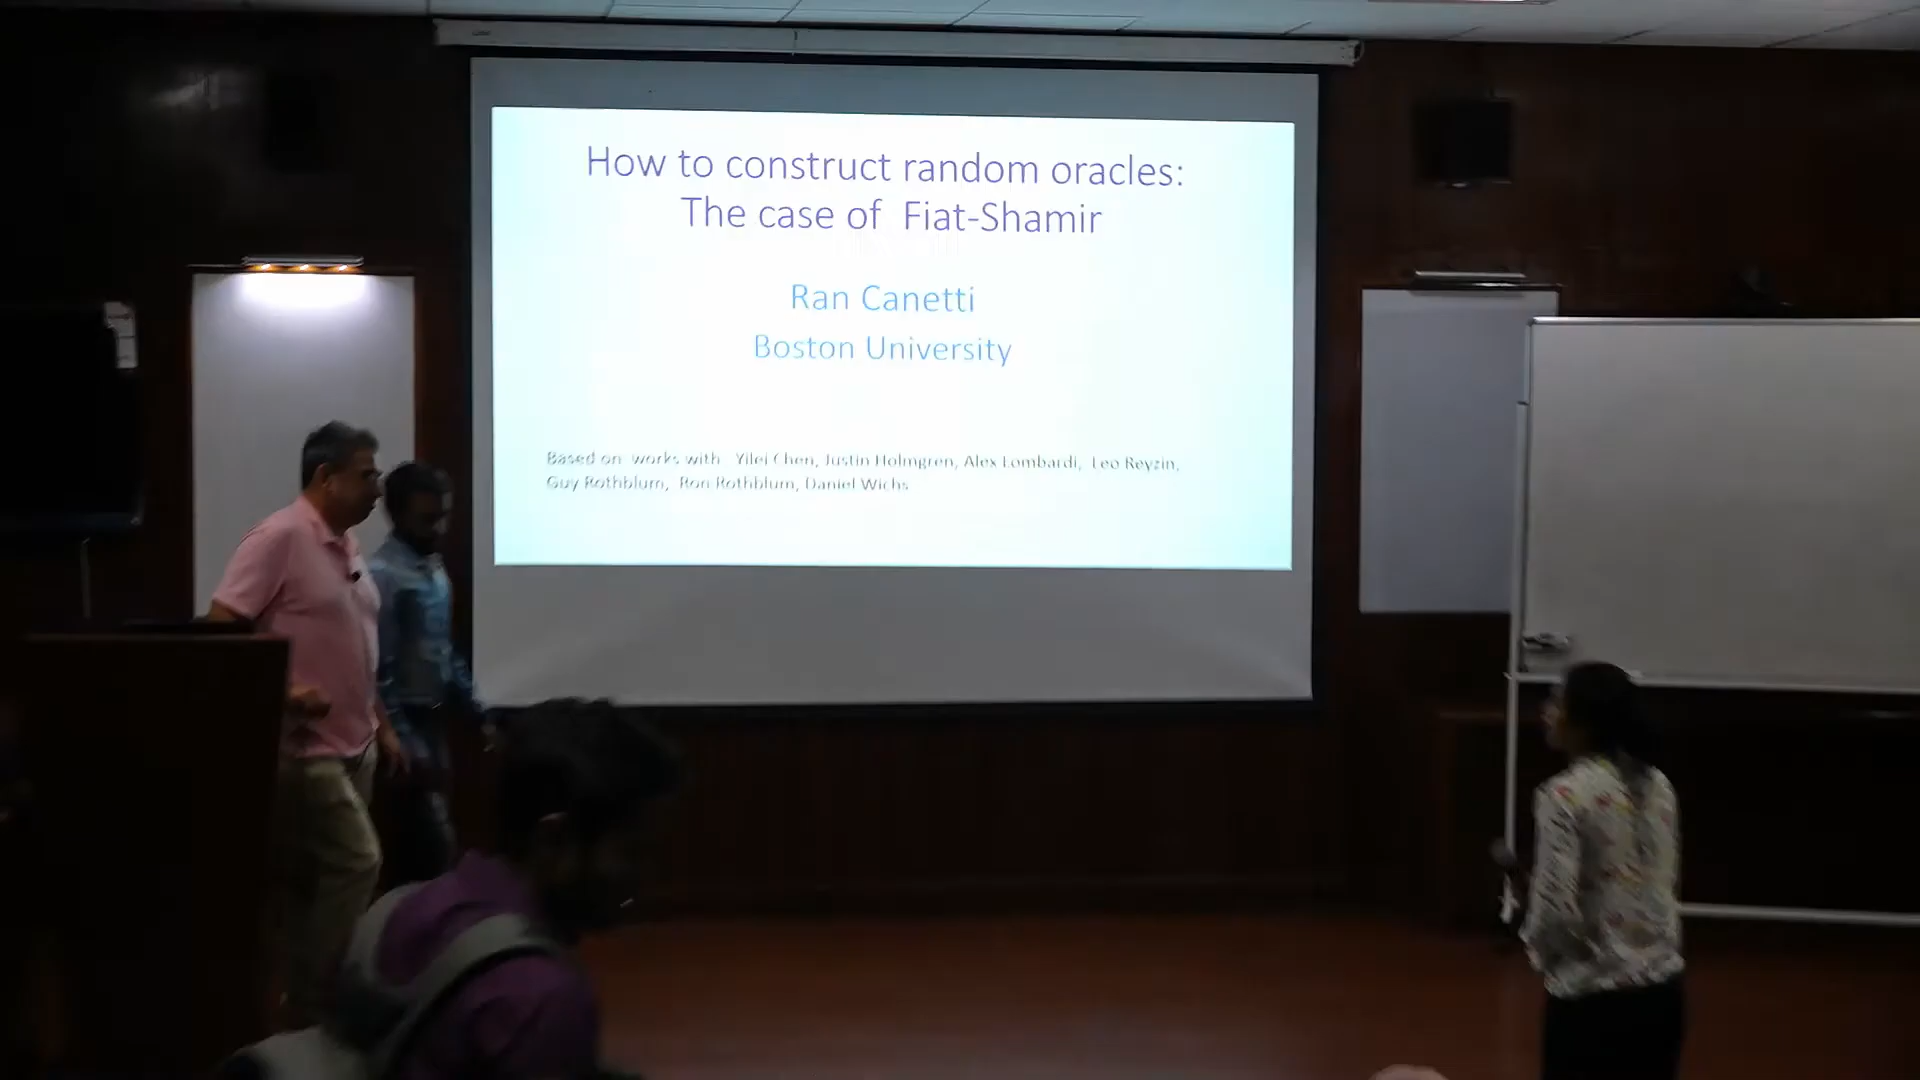 How to construct random oracles:
The case of Fiat-Shamir
Ran Canetti
Boston University
Based on works with Yilei Chen, Justin Holmgren, Alex Lombardi, Leo Reyzin,
Guy Rothblum, Ron Rothblum, Daniel Wichs